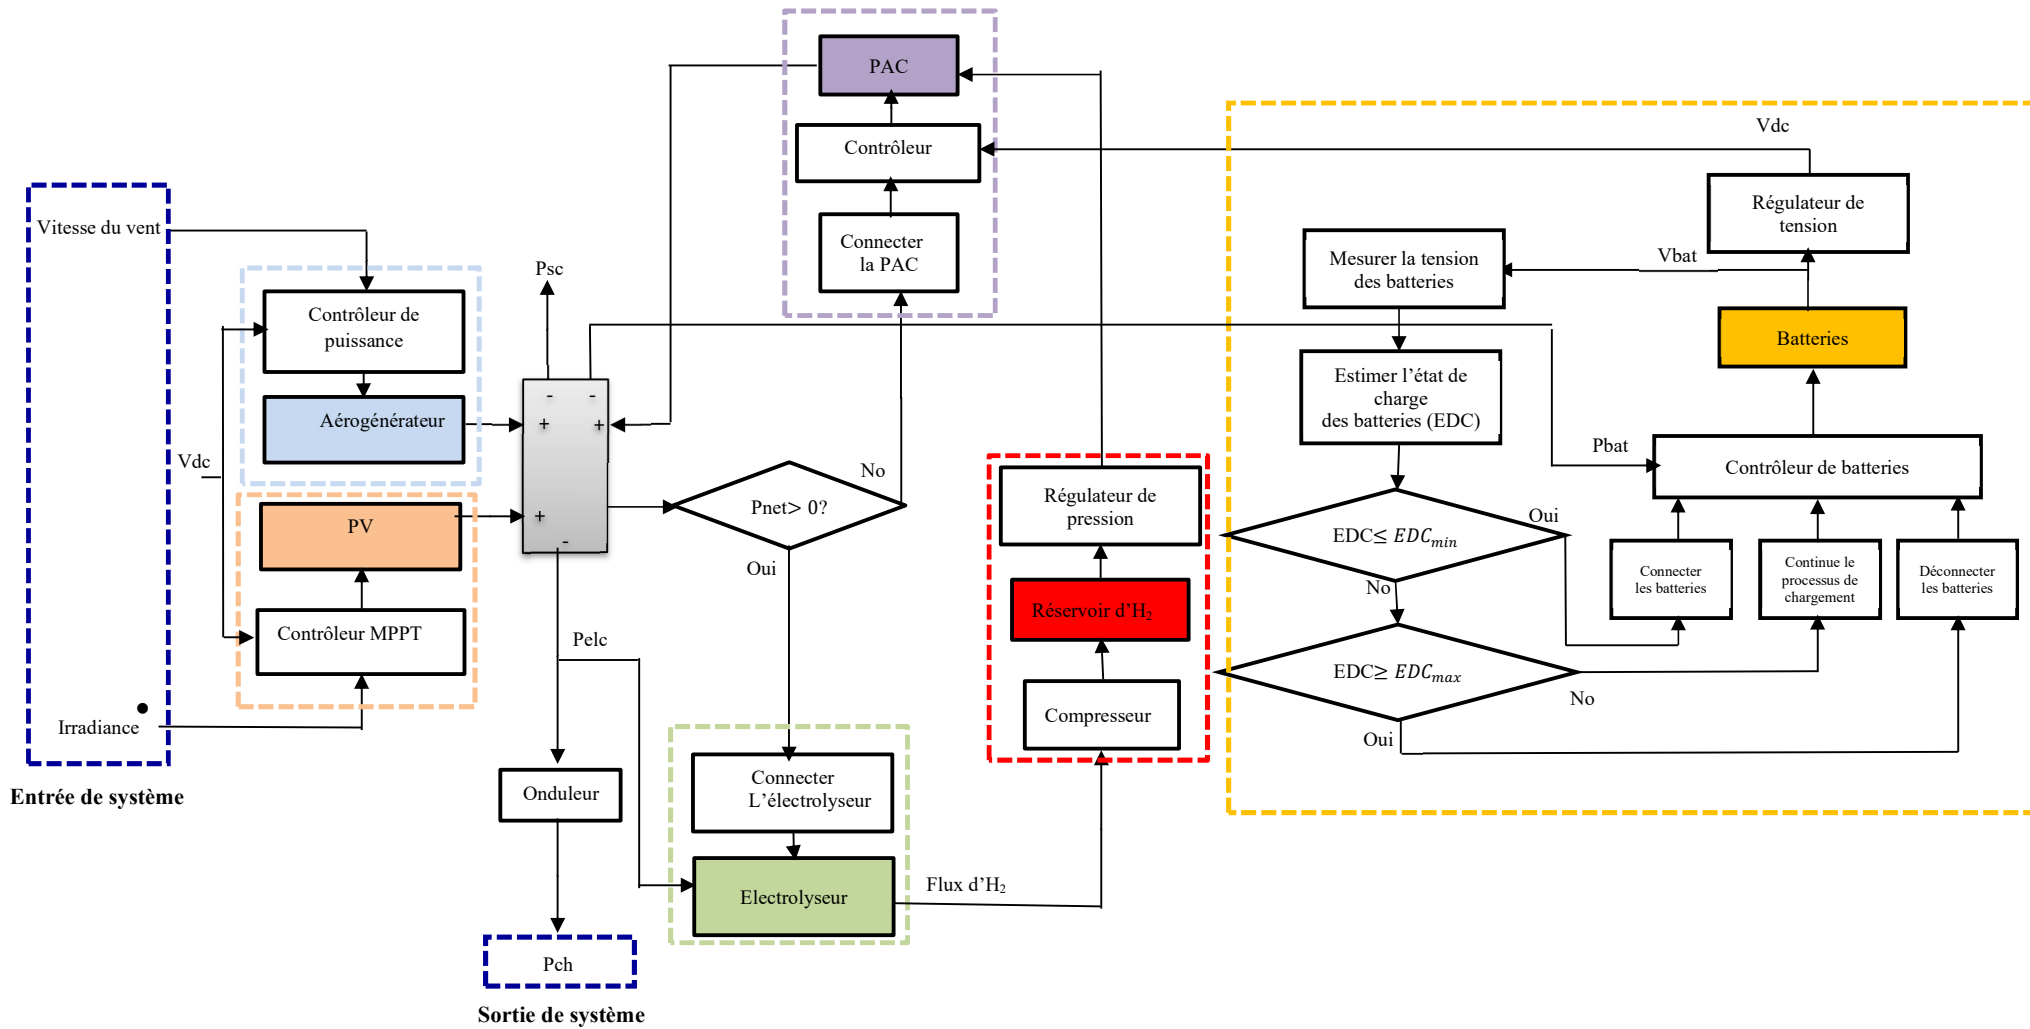 PAC
Contrôleur
Connecter
la PAC
Vdc
Régulateur de
tension
Vbat
Mesurer la tension
des batteries
Batteries
Estimer l'état de
charge
des batteries (EDC)
Pbat
Contrôleur de batteries
EDC≤ EDCmin
Oui
No
Connecter
les batteries
Continue le
processus de
chargement
Déconnecter
les batteries
EDC≥ EDCmax
No
Oui
Vitesse du vent
Irradiance
Entrée de système
Contrôleur de
puissance
Aérogénérateur
Vdc
PV
Contrôleur MPPT
Psc
- -
+ +
+
-
Pnet> 0?
No
Oui
Pelc
Régulateur de
pression
Réservoir d'H2
Compresseur
Onduleur
Connecter
L'électrolyseur
Electrolyseur
Flux d'H2
Pch
Sortie de système